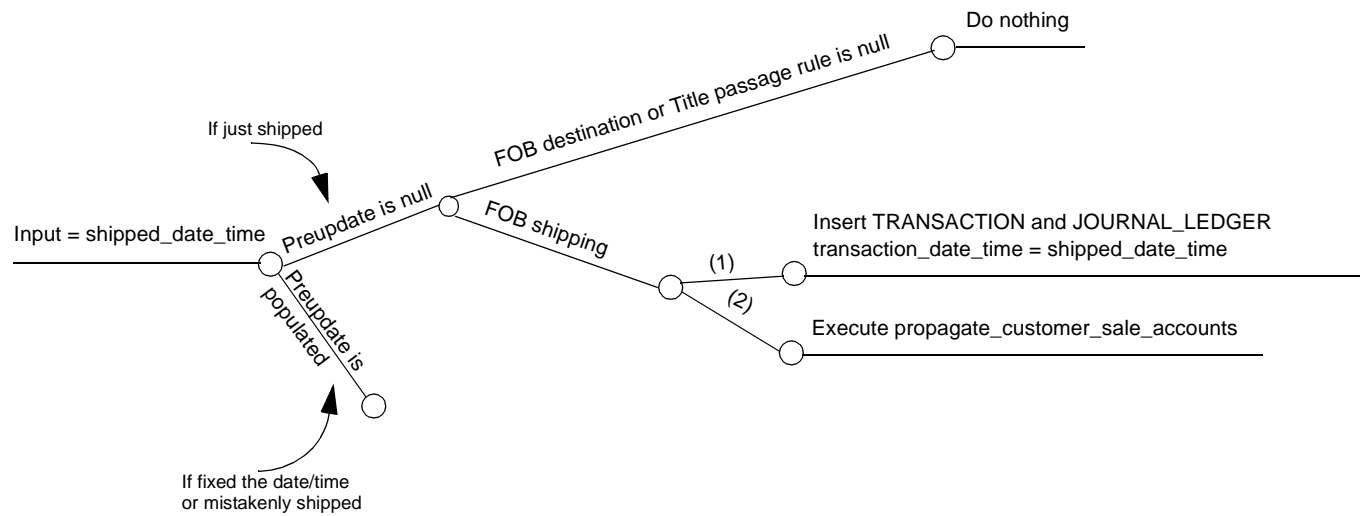 Do nothing
FOB destination or Title passage rule is null
If just shipped
Preupdate is null
FOB shipping
Input = shipped_date_time
Insert TRANSACTION and JOURNAL_LEDGER
transaction_date_time = shipped_date_time
(1)
(2)
Execute propagate_customer_sale_accounts
Preupdate is
populated
If fixed the date/time
or mistakenly shipped